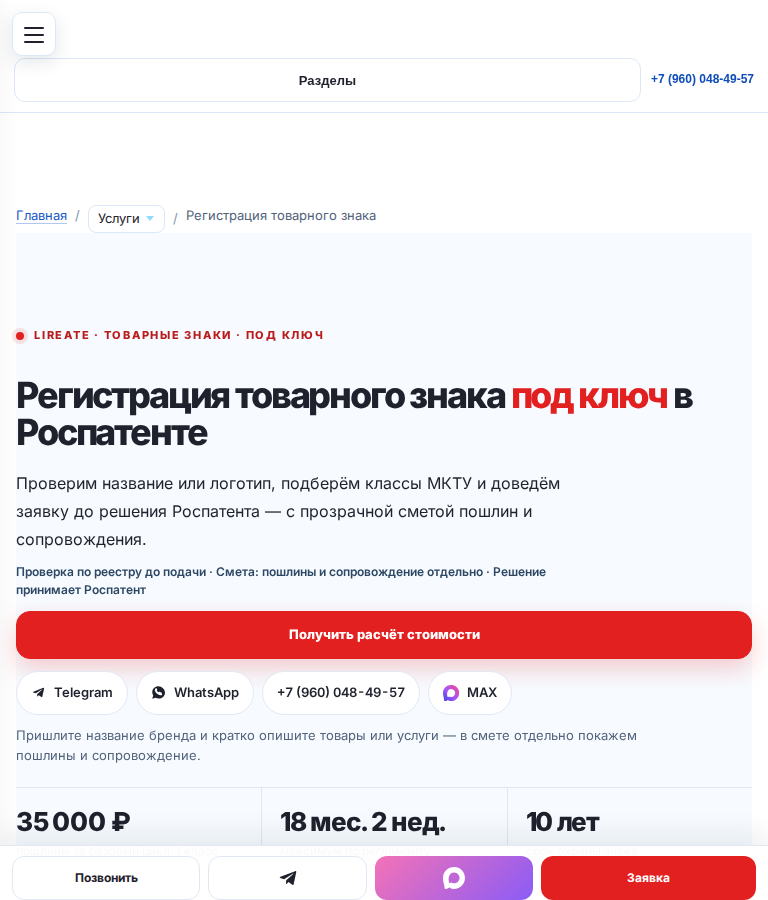 Разделы
+7 (960) 048-49-57
Главная / Услуги / Регистрация товарного знака
LIREATE · ТОВАРНЫЕ ЗНАКИ · ПОД КЛЮЧ
Регистрация товарного знака под ключ в
Роспатенте
Проверим название или логотип, подберём классы МКТУ и доведём
заявку до решения Роспатента — с прозрачной сметой пошлин и
сопровождения.
Проверка по реестру до подачи · Смета: пошлины и сопровождение отдельно · Решение
принимает Роспатент
Получить расчёт стоимости
Telegram WhatsApp +7 (960) 048-49-57 MAX
Пришлите название бренда и кратко опишите товары или услуги — в смете отдельно покажем
пошлины и сопровождение.
35 000 ₽ 18 мес. 2 нед. 10 лет
Позвонить Заявка